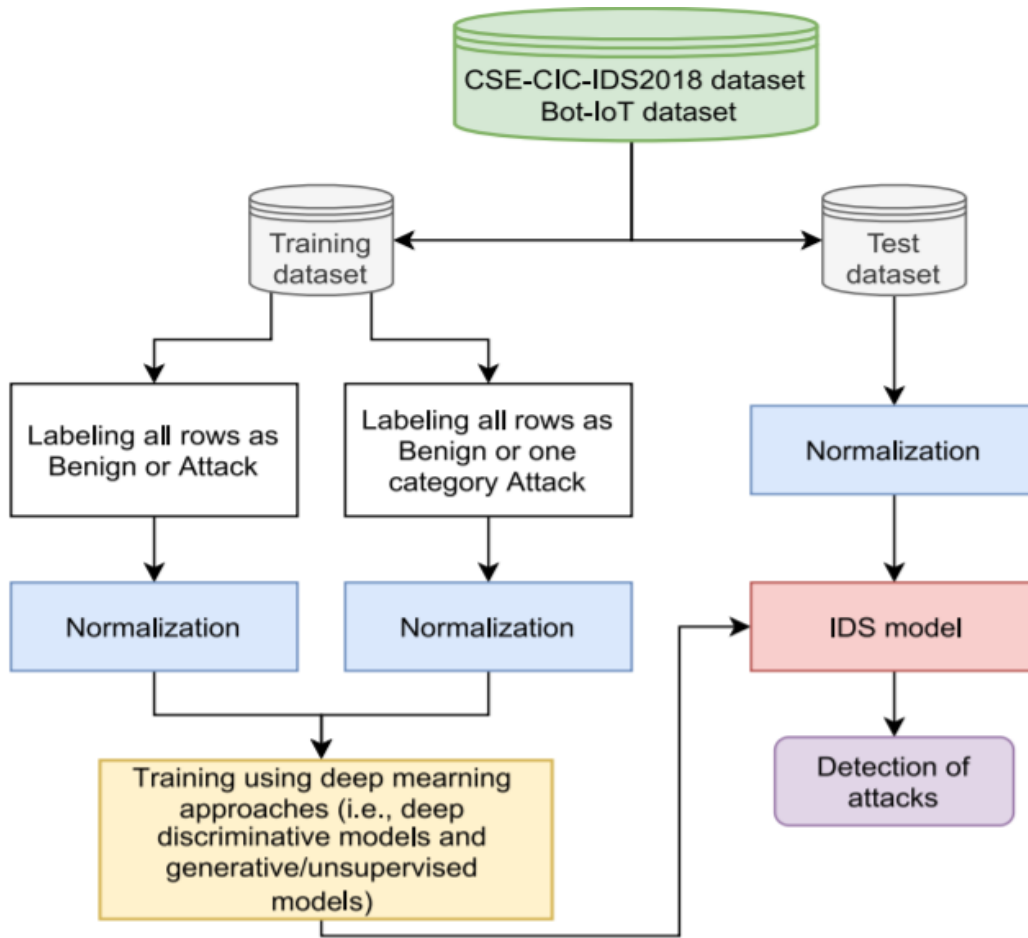 CSE-CIC-IDS2018 dataset
Bot-IoT dataset
Training
dataset
Test
dataset
Labeling all rows as
Benign or Attack
Labeling all rows as
Benign or one
category Attack
Normalization
Normalization
Normalization
IDS model
Training using deep mearning
approaches (i.e., deep
discriminative models and
generative/unsupervised
models)
Detection of
attacks